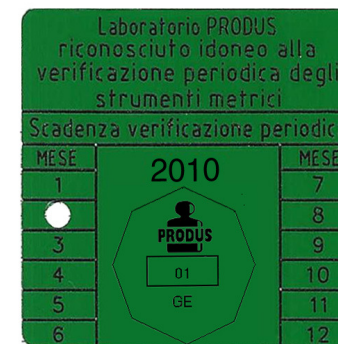 Laboratorio PRODUS
riconosciuto idoneo alla
verificazione periodica degli
strumenti metrici
Scadenza verificazione periodic
MESE 2010 MESE
1 7
8
3 PRODUS 9
4 01 10
5 GE 11
6 12